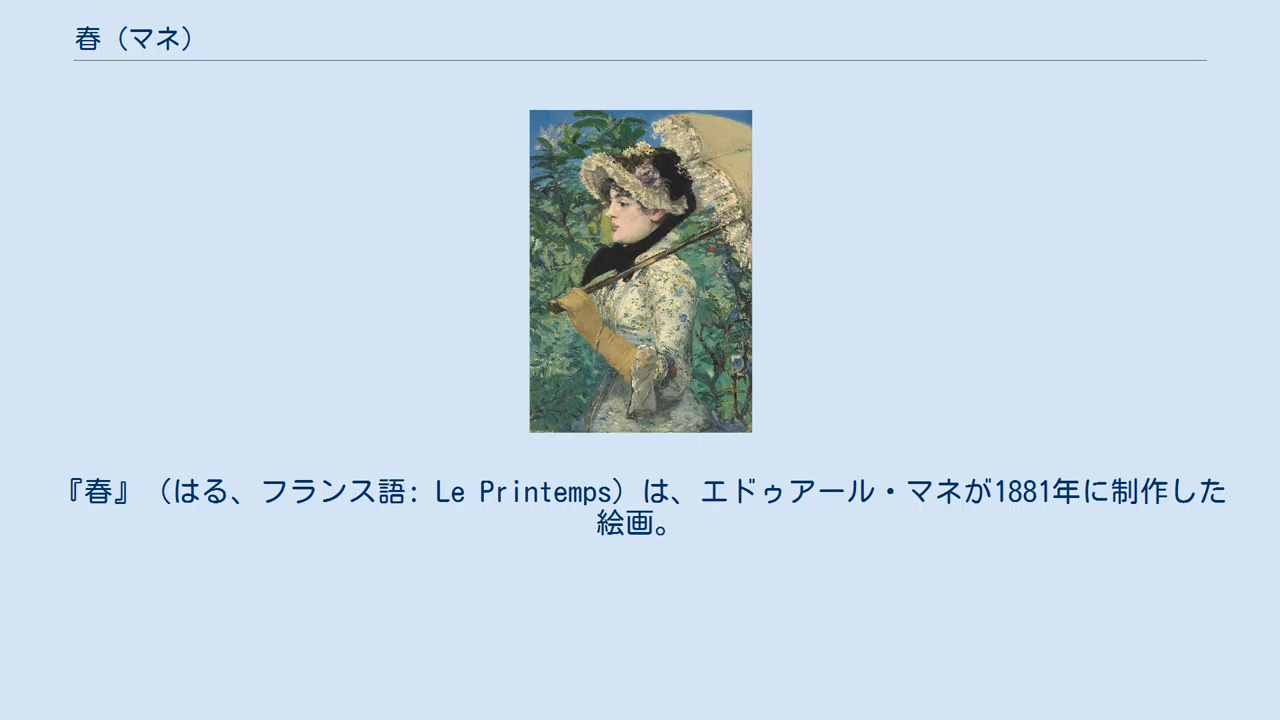 春（マネ）
『春』（はる、フランス語: Le Printemps）は、エドゥアール・マネが1881年に制作した
絵画。